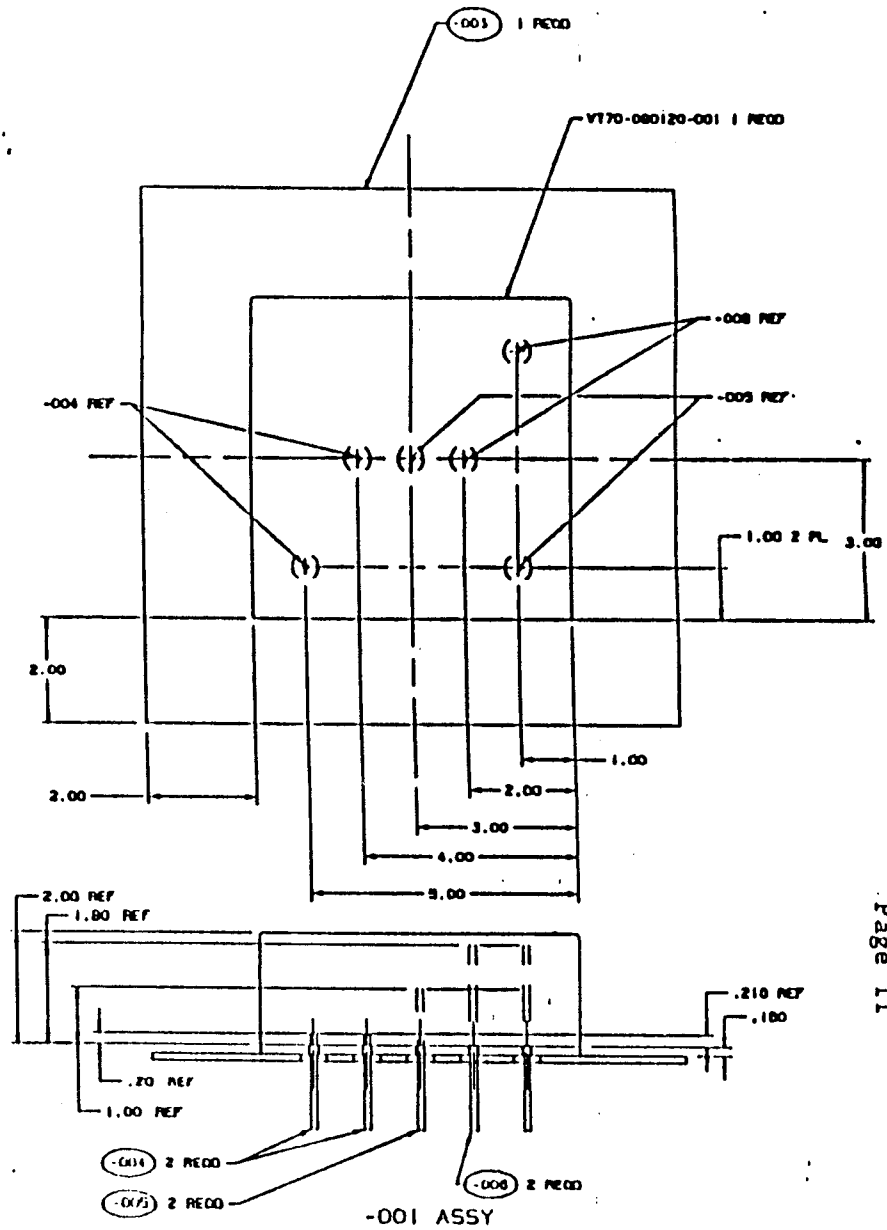 -003 1 REQD
VT70-080120-001 1 REQD
-008 REF
-004 REF
-005 REF
1.00 2 PL
3.00
2.00
1.00
2.00
2.00
3.00
4.00
5.00
2.00 REF
1.80 REF
Page 11
.210 REF
.180
.20 REF
1.00 REF
-004 2 REQD
-005 2 REQD
-008 2 REQD
-001 ASSY